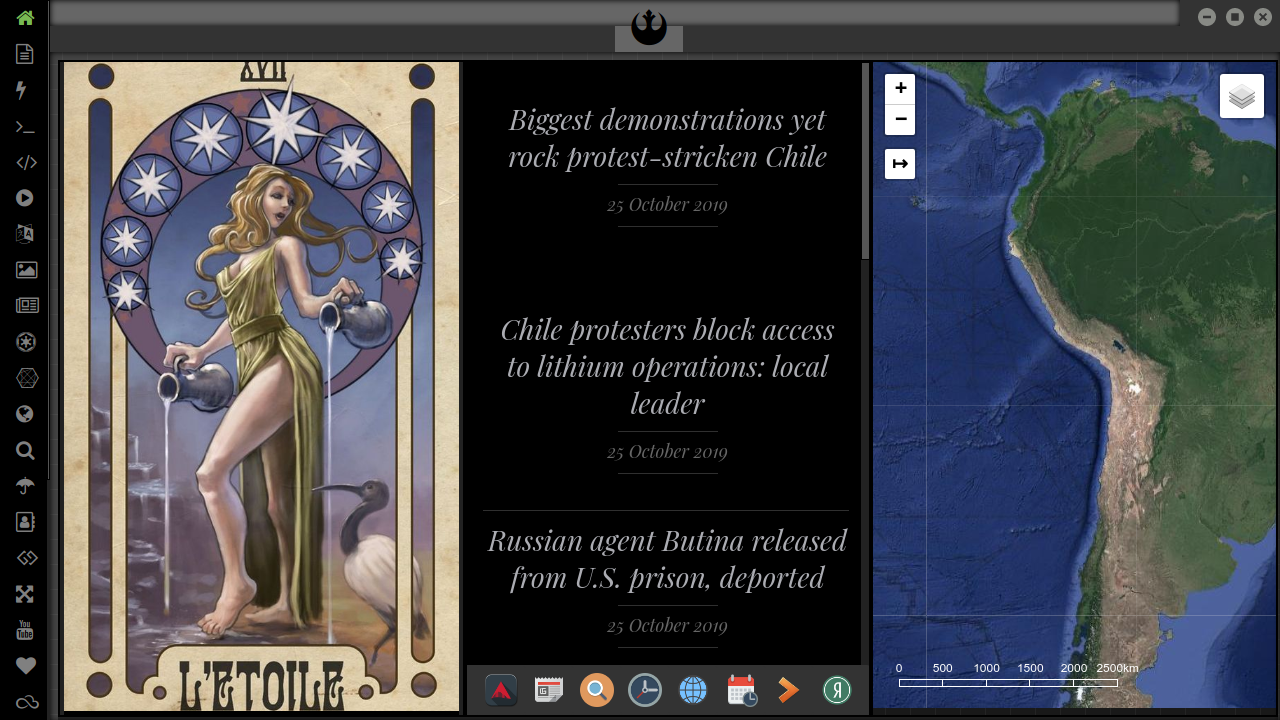 XVII
L'ETOILE
Biggest demonstrations yet
rock protest-stricken Chile
25 October 2019
Chile protesters block access
to lithium operations: local
leader
25 October 2019
Russian agent Butina released
from U.S. prison, deported
25 October 2019
+
−
0 500 1000 1500 2000 2500km
You
Tube
Я